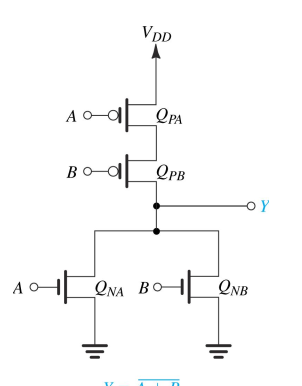 V_DD
A Q_PA
B Q_PB
Y
A Q_NA B Q_NB